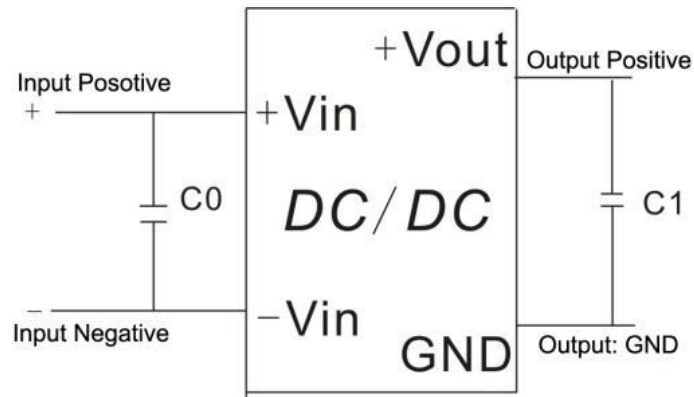 +Vout
Output Positive
Input Posotive
+
+Vin
C0
DC/DC
C1
−
−Vin
Input Negative
GND
Output: GND